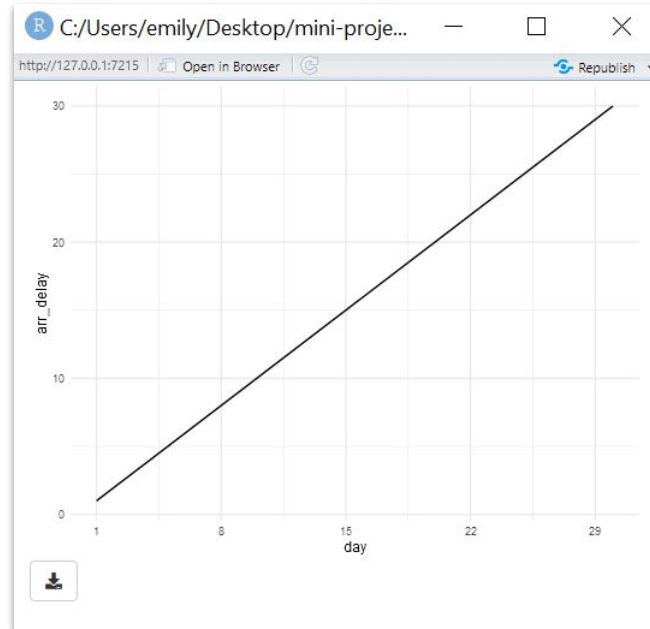 R C:/Users/emily/Desktop/mini-proje...
http://127.0.0.1:7215 Open in Browser Republish
30
20
arr_delay
10
0
1 8 15 22 29
day